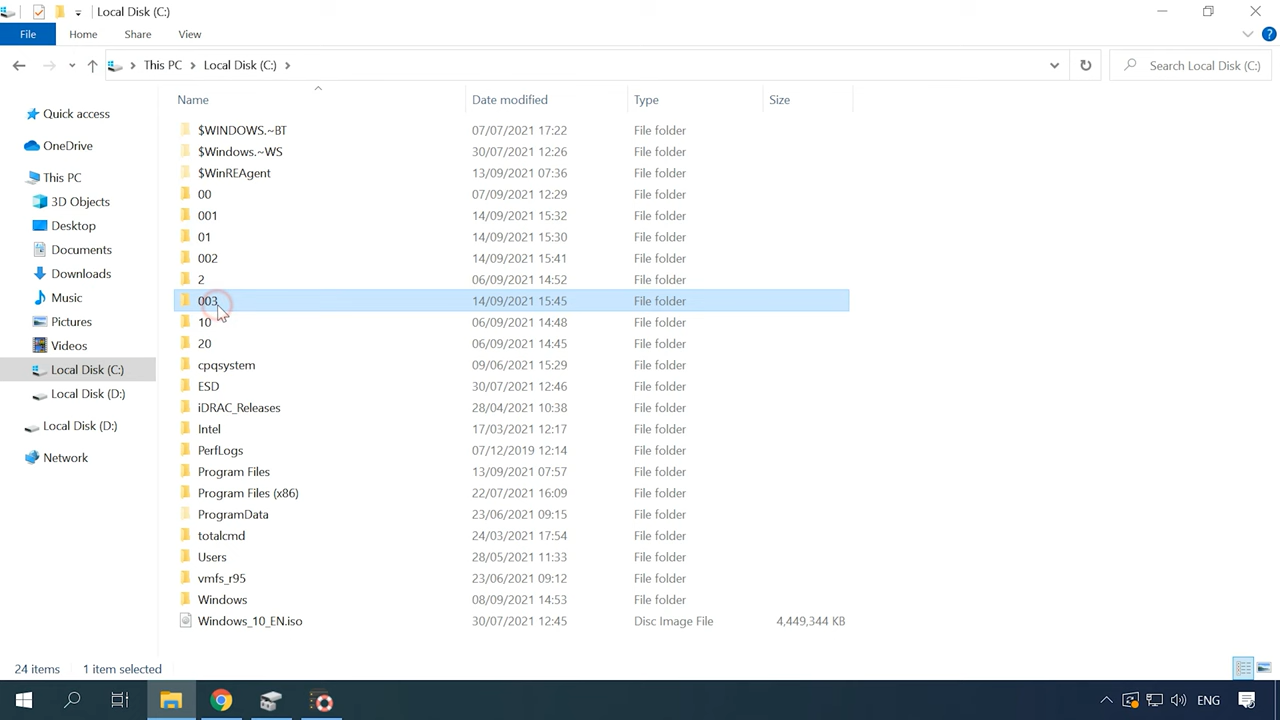 Local Disk (C:)
File Home Share View
This PC Local Disk (C:) Search Local Disk (C:)
Name Date modified Type Size
Quick access
OneDrive
This PC
3D Objects
Desktop
Documents
Downloads
Music
Pictures
Videos
Local Disk (C:)
Local Disk (D:)
Local Disk (D:)
Network
$WINDOWS.~BT 07/07/2021 17:22 File folder
$Windows.~WS 30/07/2021 12:26 File folder
$WinREAgent 13/09/2021 07:36 File folder
00 07/09/2021 12:29 File folder
001 14/09/2021 15:32 File folder
01 14/09/2021 15:30 File folder
002 14/09/2021 15:41 File folder
2 06/09/2021 14:52 File folder
003 14/09/2021 15:45 File folder
10 06/09/2021 14:48 File folder
20 06/09/2021 14:45 File folder
cpqsystem 09/06/2021 15:29 File folder
ESD 30/07/2021 12:46 File folder
iDRAC_Releases 28/04/2021 10:38 File folder
Intel 17/03/2021 12:17 File folder
PerfLogs 07/12/2019 12:14 File folder
Program Files 13/09/2021 07:57 File folder
Program Files (x86) 22/07/2021 16:09 File folder
ProgramData 23/06/2021 09:15 File folder
totalcmd 24/03/2021 17:54 File folder
Users 28/05/2021 11:33 File folder
vmfs_r95 23/06/2021 09:12 File folder
Windows 08/09/2021 14:53 File folder
Windows_10_EN.iso 30/07/2021 12:45 Disc Image File 4,449,344 KB
24 items 1 item selected
ENG